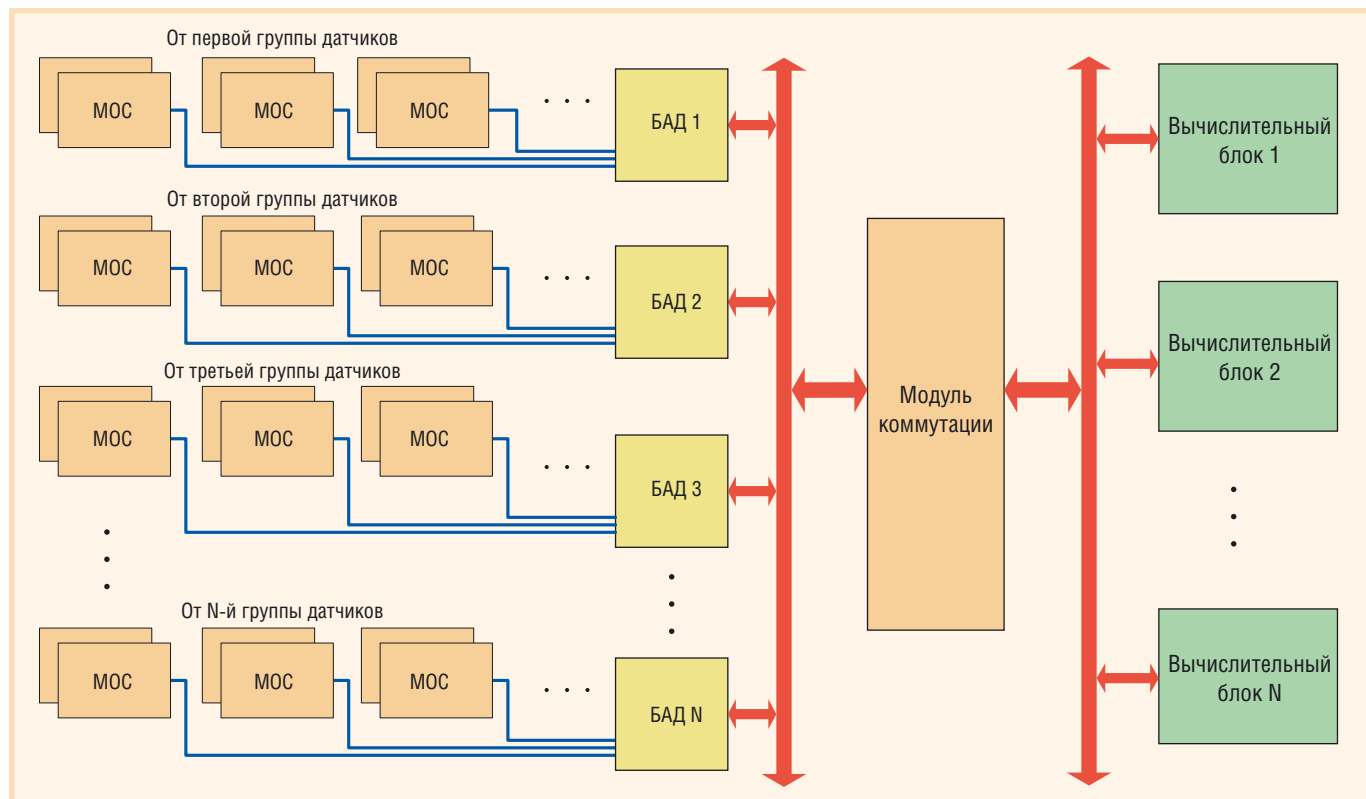 От первой группы датчиков
МОС
МОС
МОС
. . .
БАД 1
От второй группы датчиков
МОС
МОС
МОС
. . .
БАД 2
От третьей группы датчиков
МОС
МОС
МОС
. . .
БАД 3
От N-й группы датчиков
МОС
МОС
МОС
. . .
БАД N
Модуль
коммутации
Вычислительный
блок 1
Вычислительный
блок 2
Вычислительный
блок N